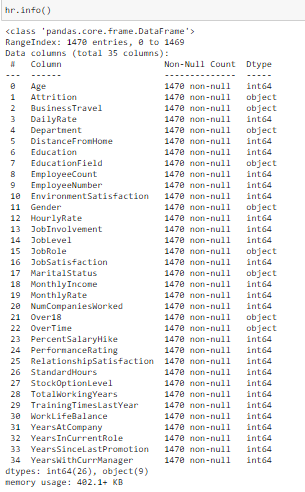 hr.info()
<class 'pandas.core.frame.DataFrame'>
RangeIndex: 1470 entries, 0 to 1469
Data columns (total 35 columns):
 #   Column                    Non-Null Count  Dtype
---  ------                    --------------  -----
 0   Age                       1470 non-null   int64
 1   Attrition                 1470 non-null   object
 2   BusinessTravel            1470 non-null   object
 3   DailyRate                 1470 non-null   int64
 4   Department                1470 non-null   object
 5   DistanceFromHome          1470 non-null   int64
 6   Education                 1470 non-null   int64
 7   EducationField            1470 non-null   object
 8   EmployeeCount             1470 non-null   int64
 9   EmployeeNumber            1470 non-null   int64
 10  EnvironmentSatisfaction   1470 non-null   int64
 11  Gender                    1470 non-null   object
 12  HourlyRate                1470 non-null   int64
 13  JobInvolvement            1470 non-null   int64
 14  JobLevel                  1470 non-null   int64
 15  JobRole                   1470 non-null   object
 16  JobSatisfaction           1470 non-null   int64
 17  MaritalStatus             1470 non-null   object
 18  MonthlyIncome             1470 non-null   int64
 19  MonthlyRate               1470 non-null   int64
 20  NumCompaniesWorked        1470 non-null   int64
 21  Over18                    1470 non-null   object
 22  OverTime                  1470 non-null   object
 23  PercentSalaryHike         1470 non-null   int64
 24  PerformanceRating         1470 non-null   int64
 25  RelationshipSatisfaction  1470 non-null   int64
 26  StandardHours             1470 non-null   int64
 27  StockOptionLevel          1470 non-null   int64
 28  TotalWorkingYears         1470 non-null   int64
 29  TrainingTimesLastYear     1470 non-null   int64
 30  WorkLifeBalance           1470 non-null   int64
 31  YearsAtCompany            1470 non-null   int64
 32  YearsInCurrentRole        1470 non-null   int64
 33  YearsSinceLastPromotion   1470 non-null   int64
 34  YearsWithCurrManager      1470 non-null   int64
dtypes: int64(26), object(9)
memory usage: 402.1+ KB